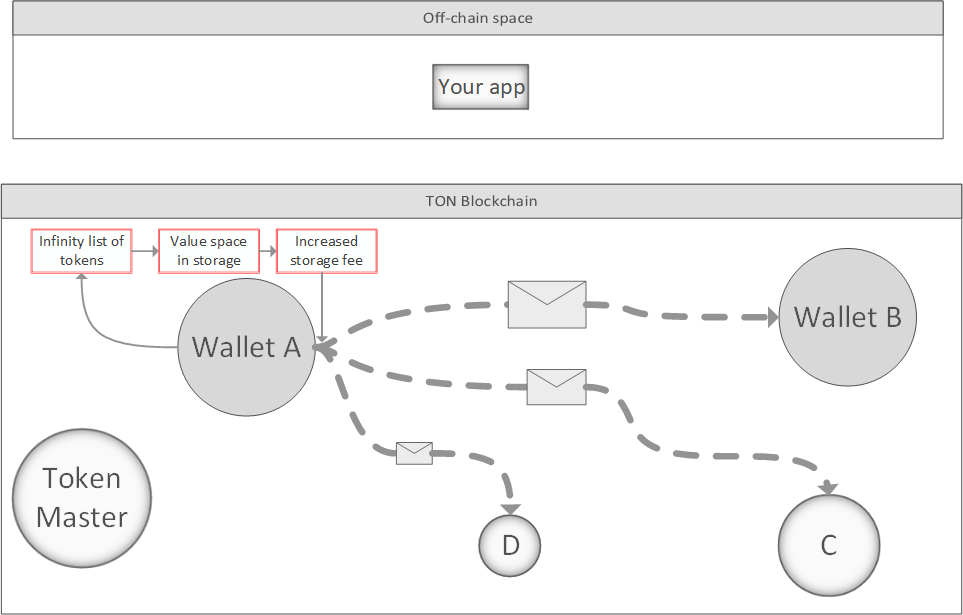 Off-chain space
Your app
TON Blockchain
Infinity list of
tokens
Value space
in storage
Increased
storage fee
Wallet A
Wallet B
Token
Master
D
C